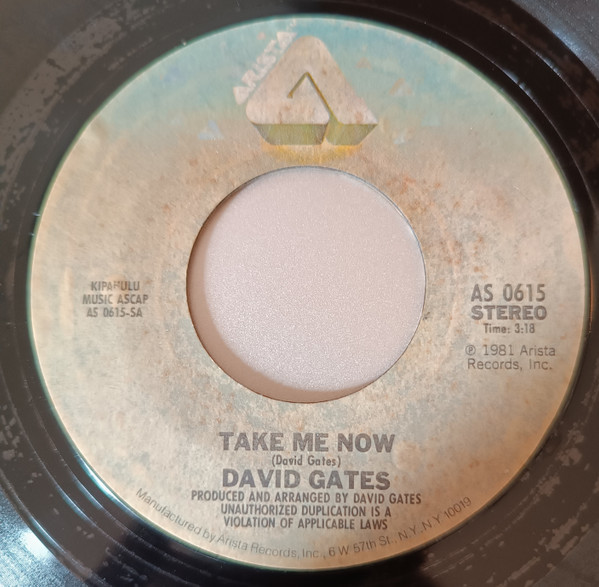 ARISTA
KIPAHULU
MUSIC ASCAP
AS 0615-SA
AS 0615
STEREO
Time: 3:18
℗ 1981 Arista
Records, Inc.
TAKE ME NOW
(David Gates)
DAVID GATES
PRODUCED AND ARRANGED BY DAVID GATES
UNAUTHORIZED DUPLICATION IS A
VIOLATION OF APPLICABLE LAWS
Manufactured by Arista Records, Inc., 6 W 57th St., N.Y., N.Y. 10019